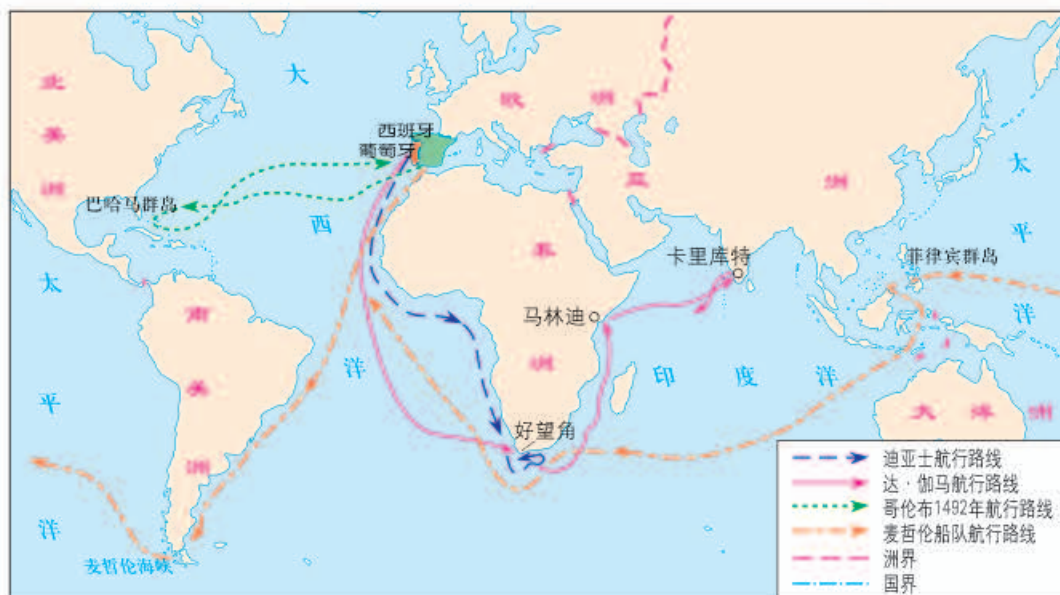 大
西
洋
北
美
洲
欧 洲
亚 洲
西班牙
葡萄牙
巴哈马群岛
太
平
洋
非
洲
卡里库特
菲律宾群岛
太
平
洋
马林迪
南
美
洲
印 度 洋
大 洋 洲
好望角
麦哲伦海峡
迪亚士航行路线
达·伽马航行路线
哥伦布1492年航行路线
麦哲伦船队航行路线
洲界
国界